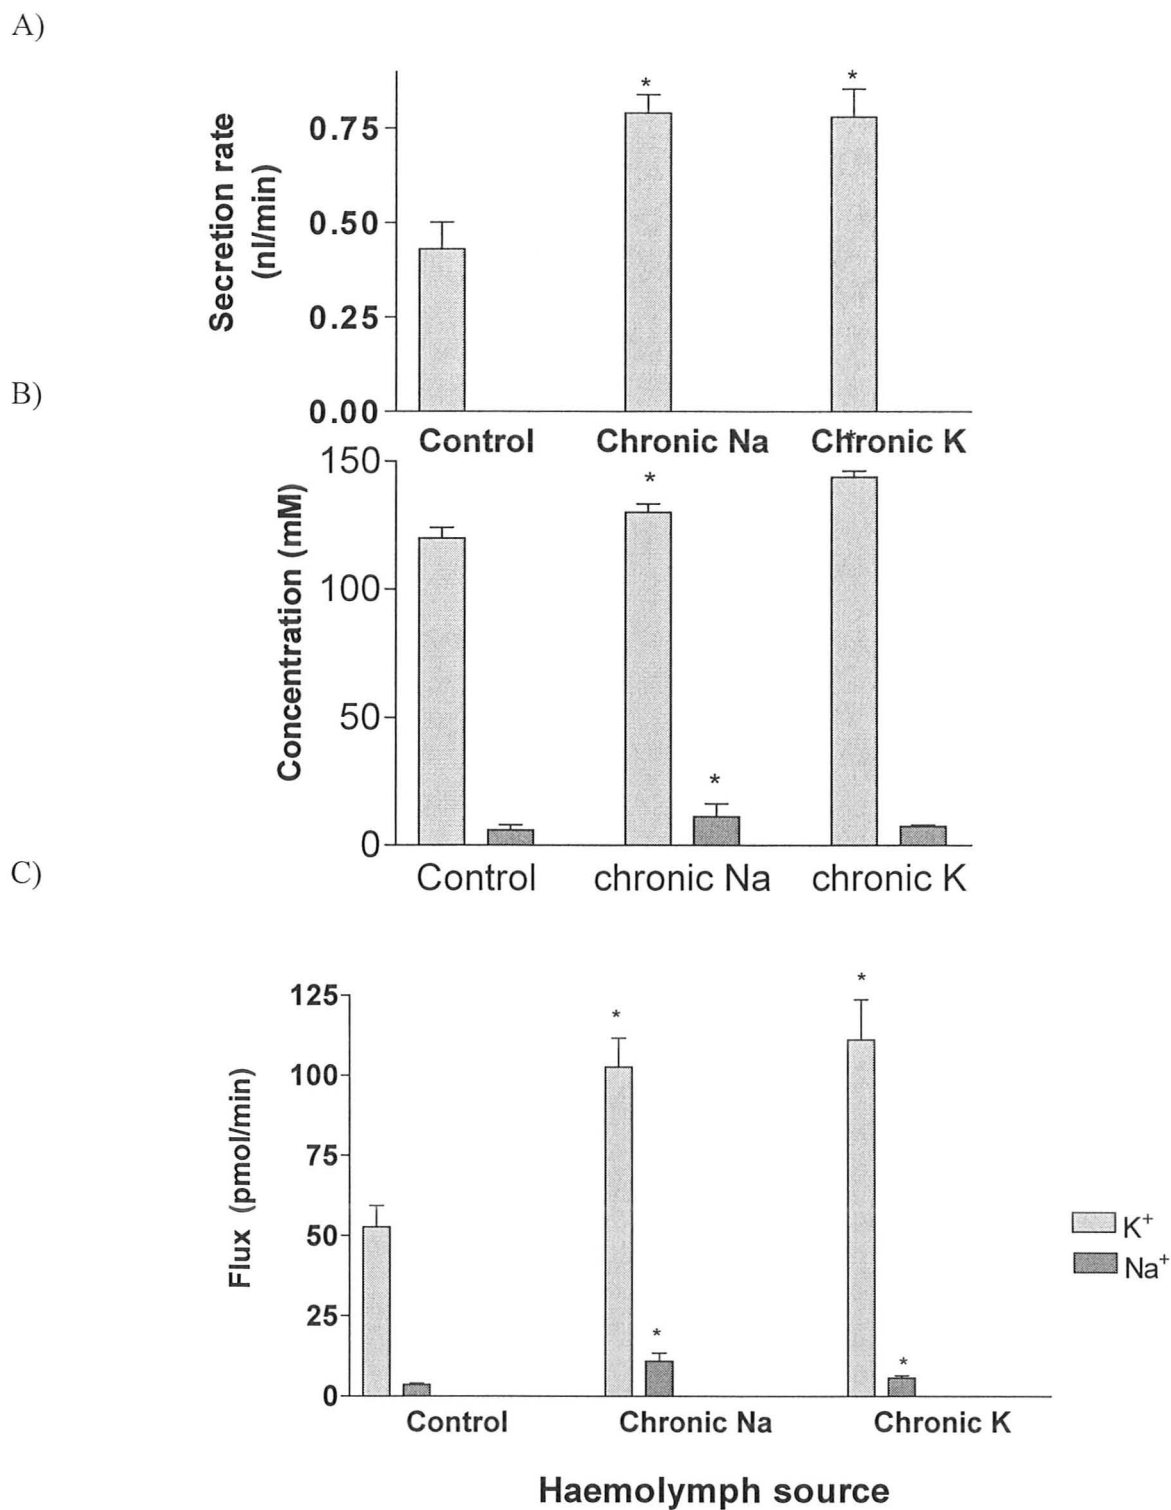 A)
Secretion rate
(nl/min)
0.75
0.50
0.25
0.00
*
*
Control Chronic Na Chronic K
B)
Concentration (mM)
150
100
50
0
*
*
*
Control chronic Na chronic K
C)
Flux (pmol/min)
125
100
75
50
25
0
*
*
*
*
K+
Na+
Control Chronic Na Chronic K
Haemolymph source